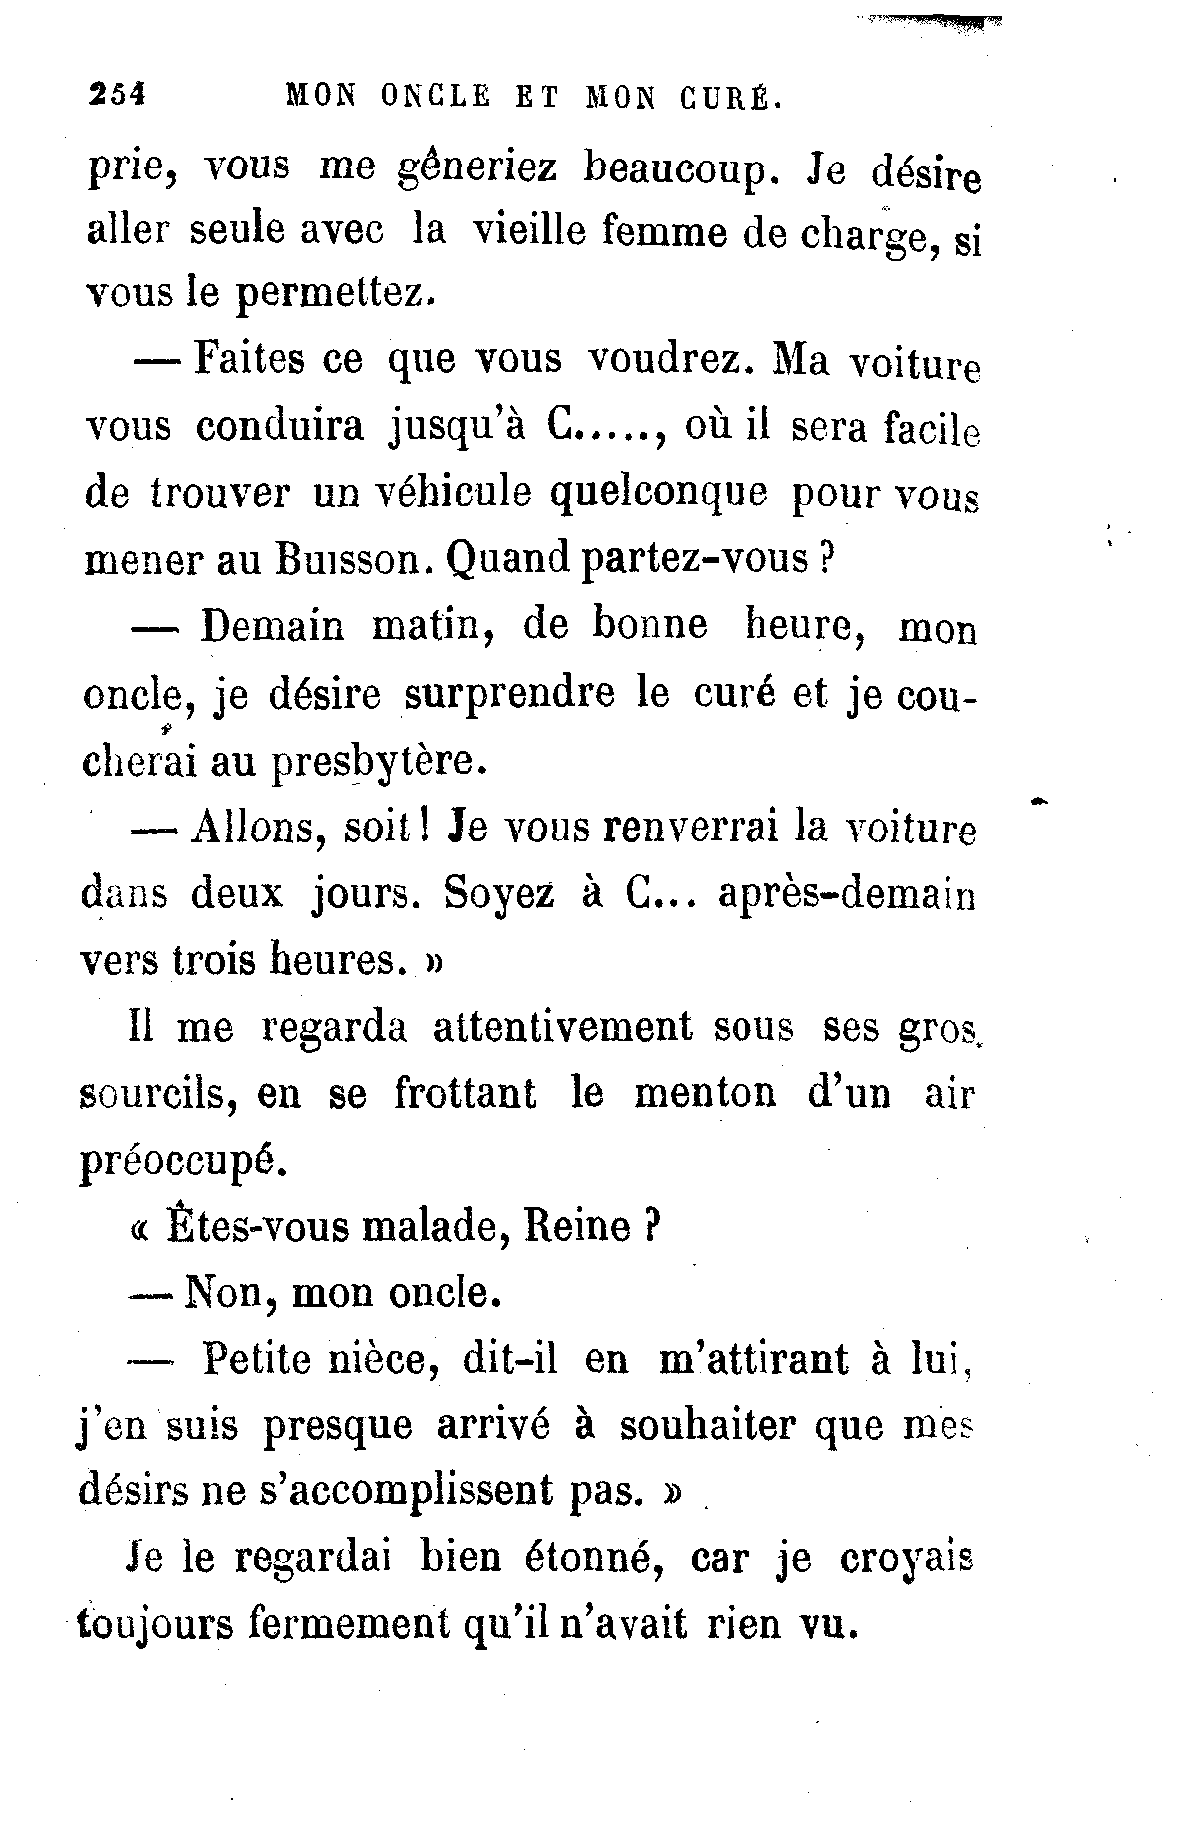 254 MON ONCLE ET MON CURÉ.
prie, vous me gêneriez beaucoup. Je désire
aller seule avec la vieille femme de charge, si
vous le permettez.
— Faites ce que vous voudrez. Ma voiture
vous conduira jusqu'à C....., où il sera facile
de trouver un véhicule quelconque pour vous
mener au Buisson. Quand partez-vous ?
— Demain matin, de bonne heure, mon
oncle, je désire surprendre le curé et je cou-
cherai au presbytère.
— Allons, soit! Je vous renverrai la voiture
dans deux jours. Soyez à C... après-demain
vers trois heures. »
Il me regarda attentivement sous ses gros
sourcils, en se frottant le menton d'un air
préoccupé.
« Êtes-vous malade, Reine ?
— Non, mon oncle.
— Petite nièce, dit-il en m'attirant à lui,
j'en suis presque arrivé à souhaiter que mes
désirs ne s'accomplissent pas. »
Je le regardai bien étonné, car je croyais
toujours fermement qu'il n'avait rien vu.